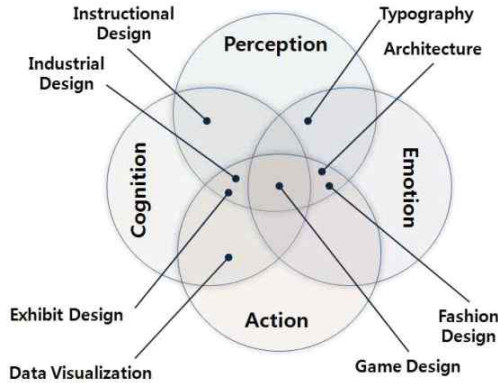 Instructional
Design
Typography
Perception
Architecture
Industrial
Design
Cognition
Emotion
Exhibit Design
Action
Fashion
Design
Data Visualization
Game Design